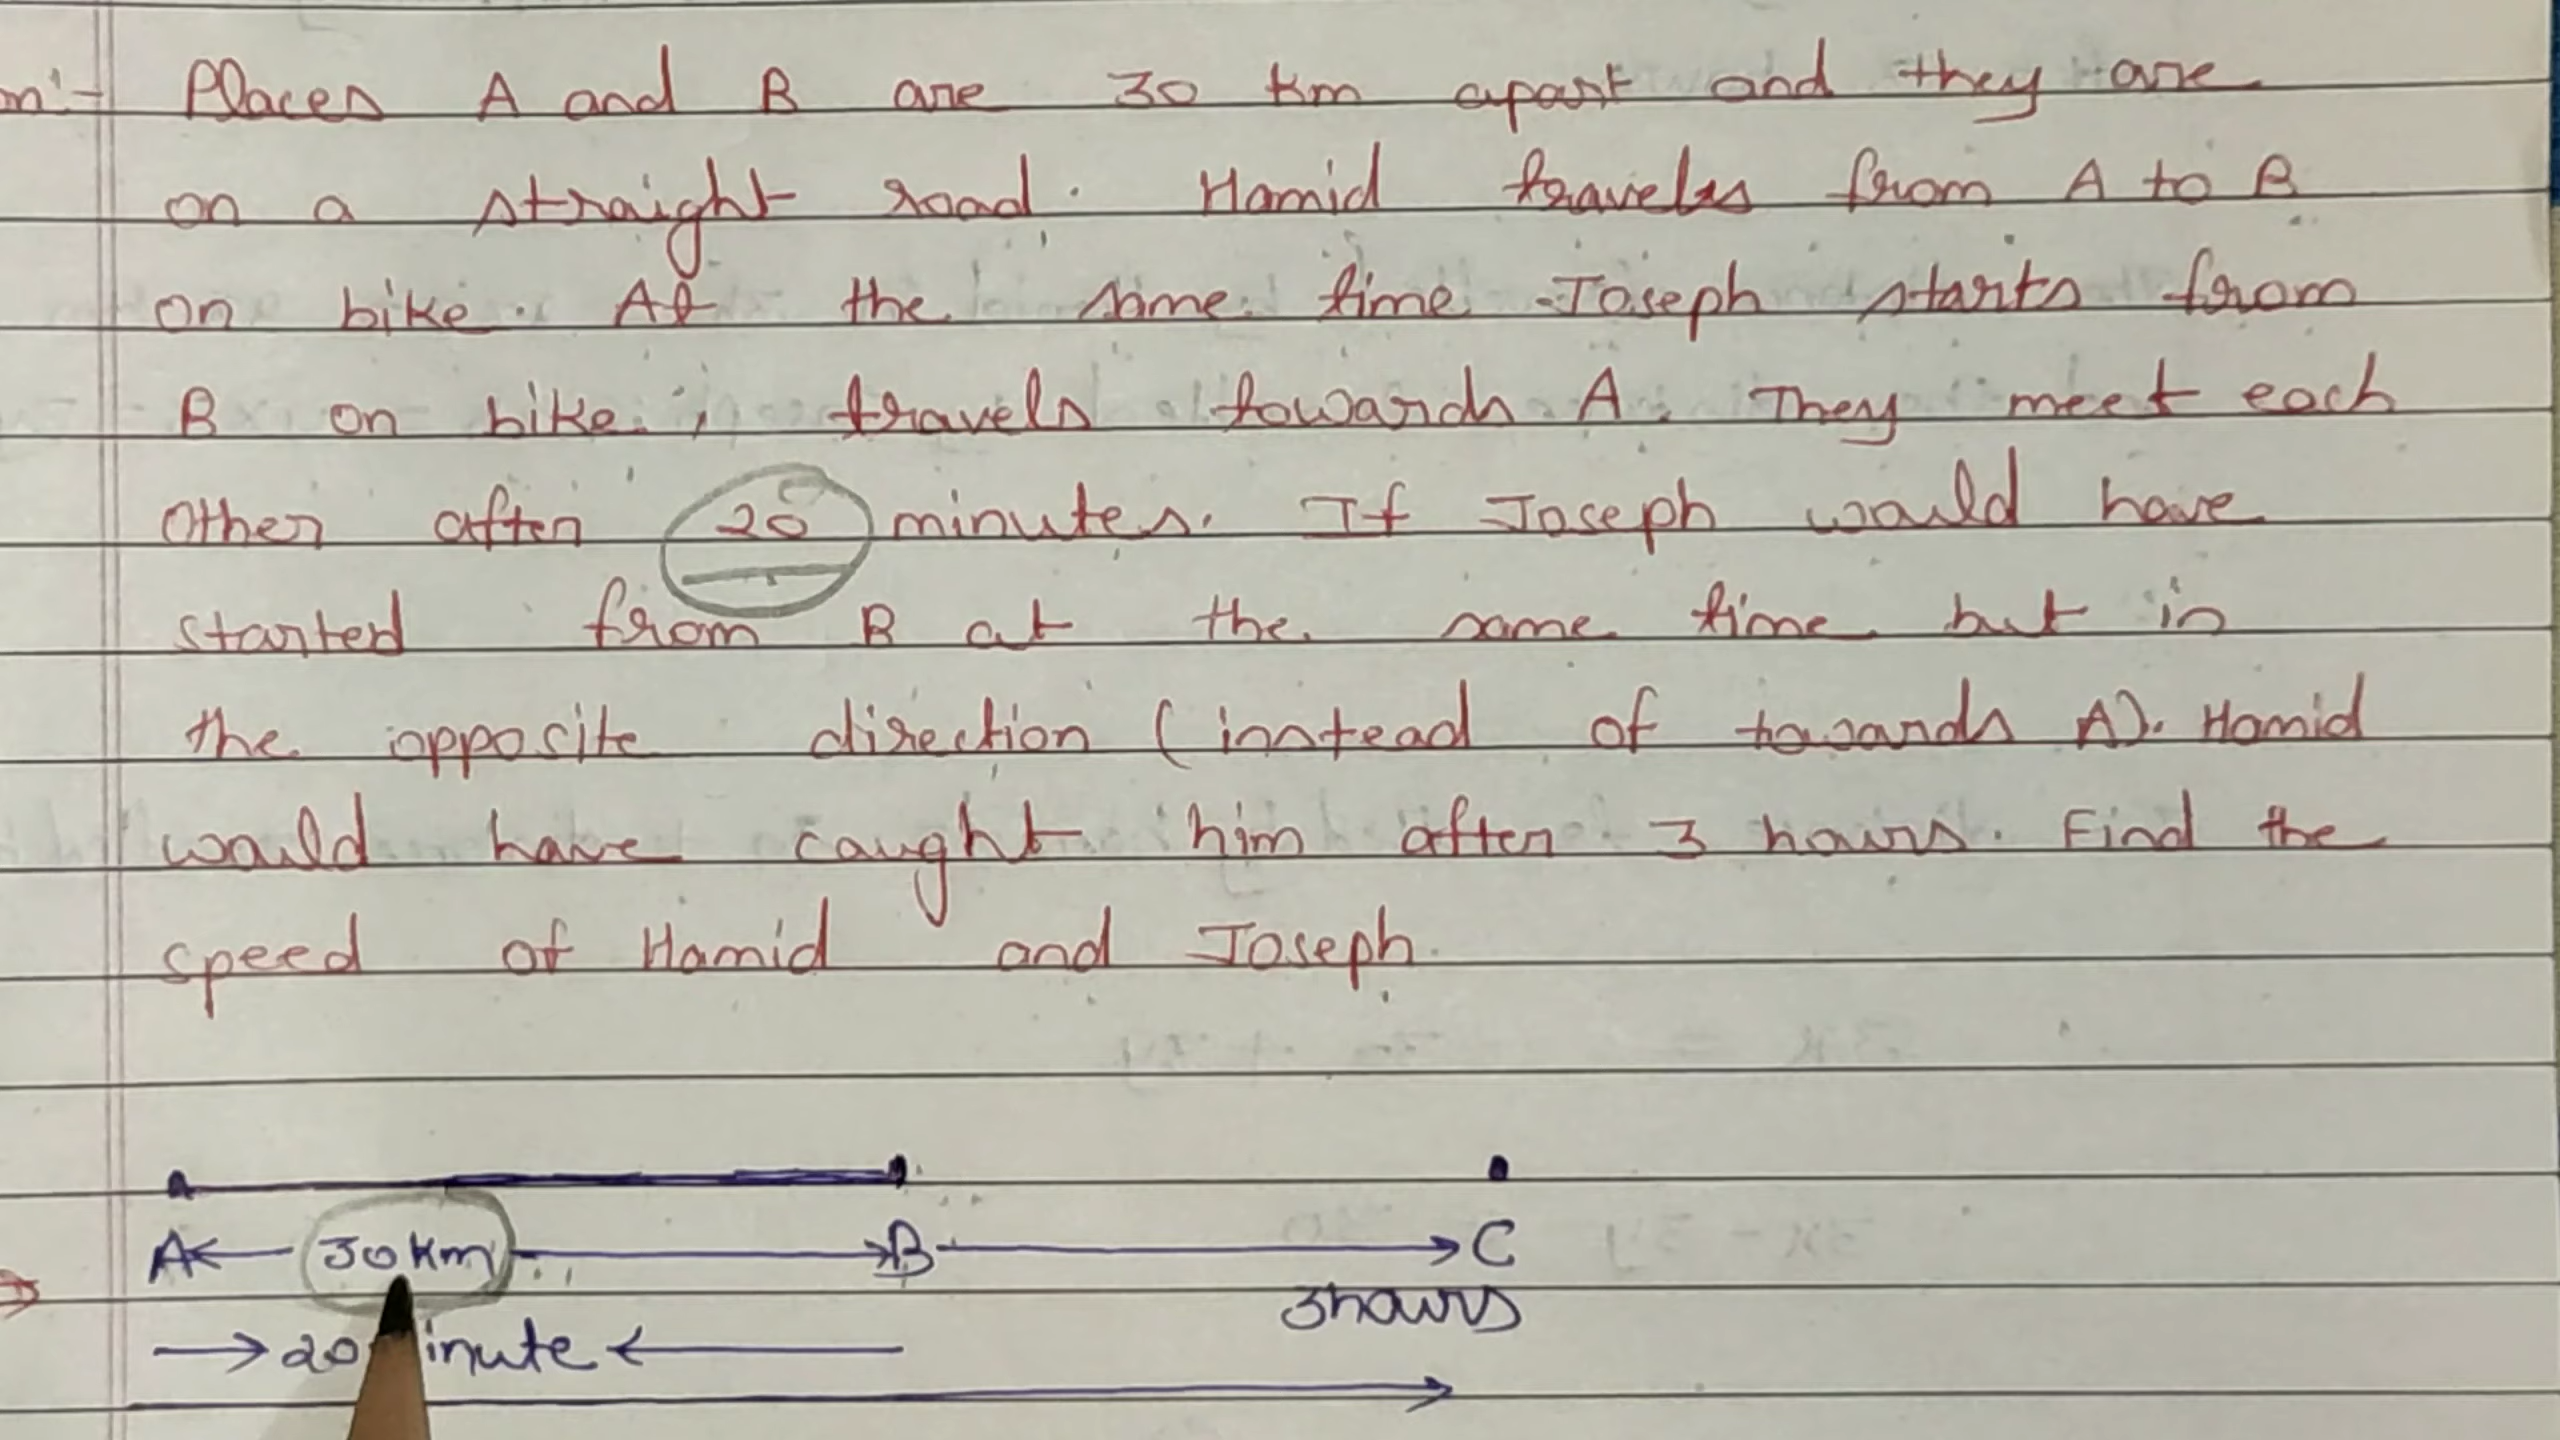 Places A and B are 30 km apart and they are
on a straight road. Hamid travels from A to B
on bike. At the same time Joseph starts from
B on bike, travels towards A. They meet each
other after 20 minutes. If Joseph would have
started from B at the same time but in
the opposite direction (instead of towards A). Hamid
would have caught him after 3 hours. Find the
speed of Hamid and Joseph.
A 30 km B C
3 hours
20 inute